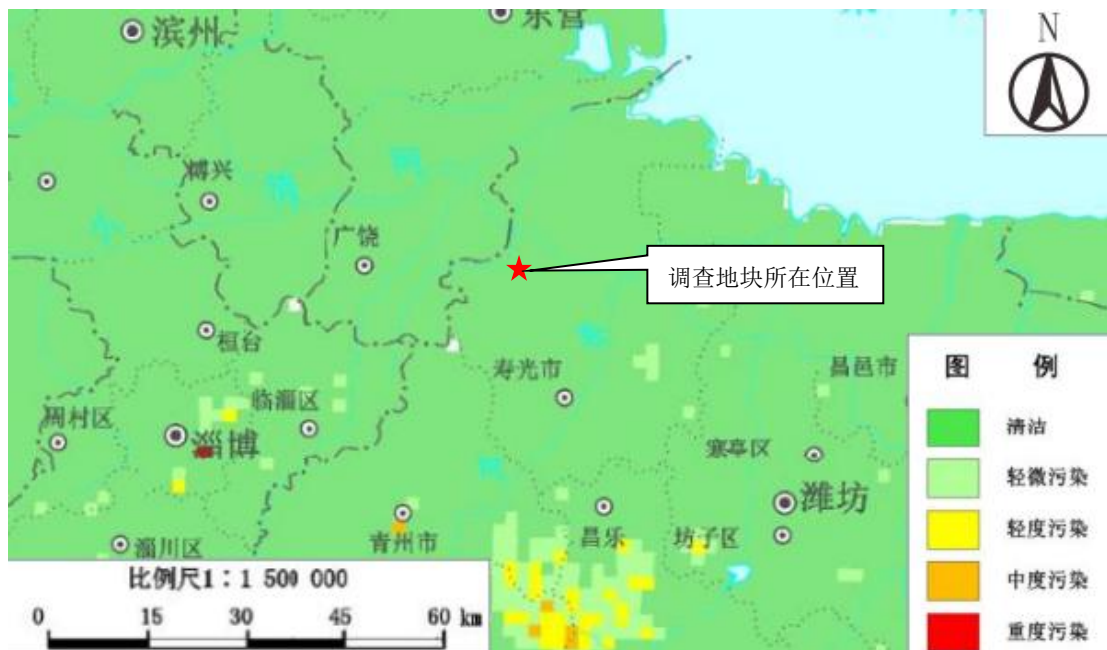 滨州
东营
N
博兴
广饶
调查地块所在位置
桓台
寿光市
昌邑市
图 例
临淄区
周村区
淄博
清洁
寒亭区
轻微污染
潍坊
轻度污染
青州市
昌乐
坊子区
淄川区
比例尺1：1 500 000
中度污染
0 15 30 45 60 km
重度污染